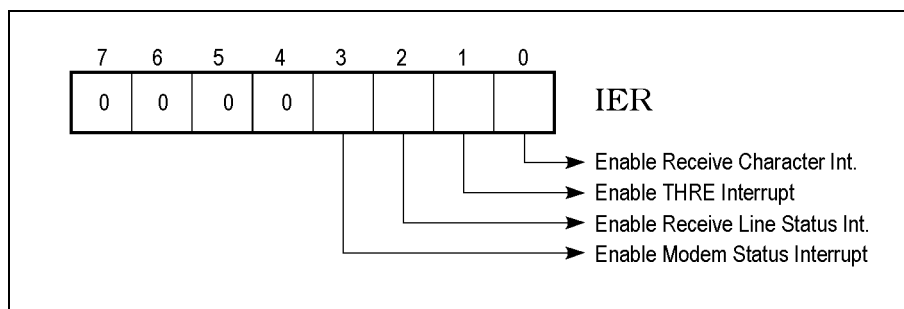 7 6 5 4 3 2 1 0
0 0 0 0 IER
Enable Receive Character Int.
Enable THRE Interrupt
Enable Receive Line Status Int.
Enable Modem Status Interrupt